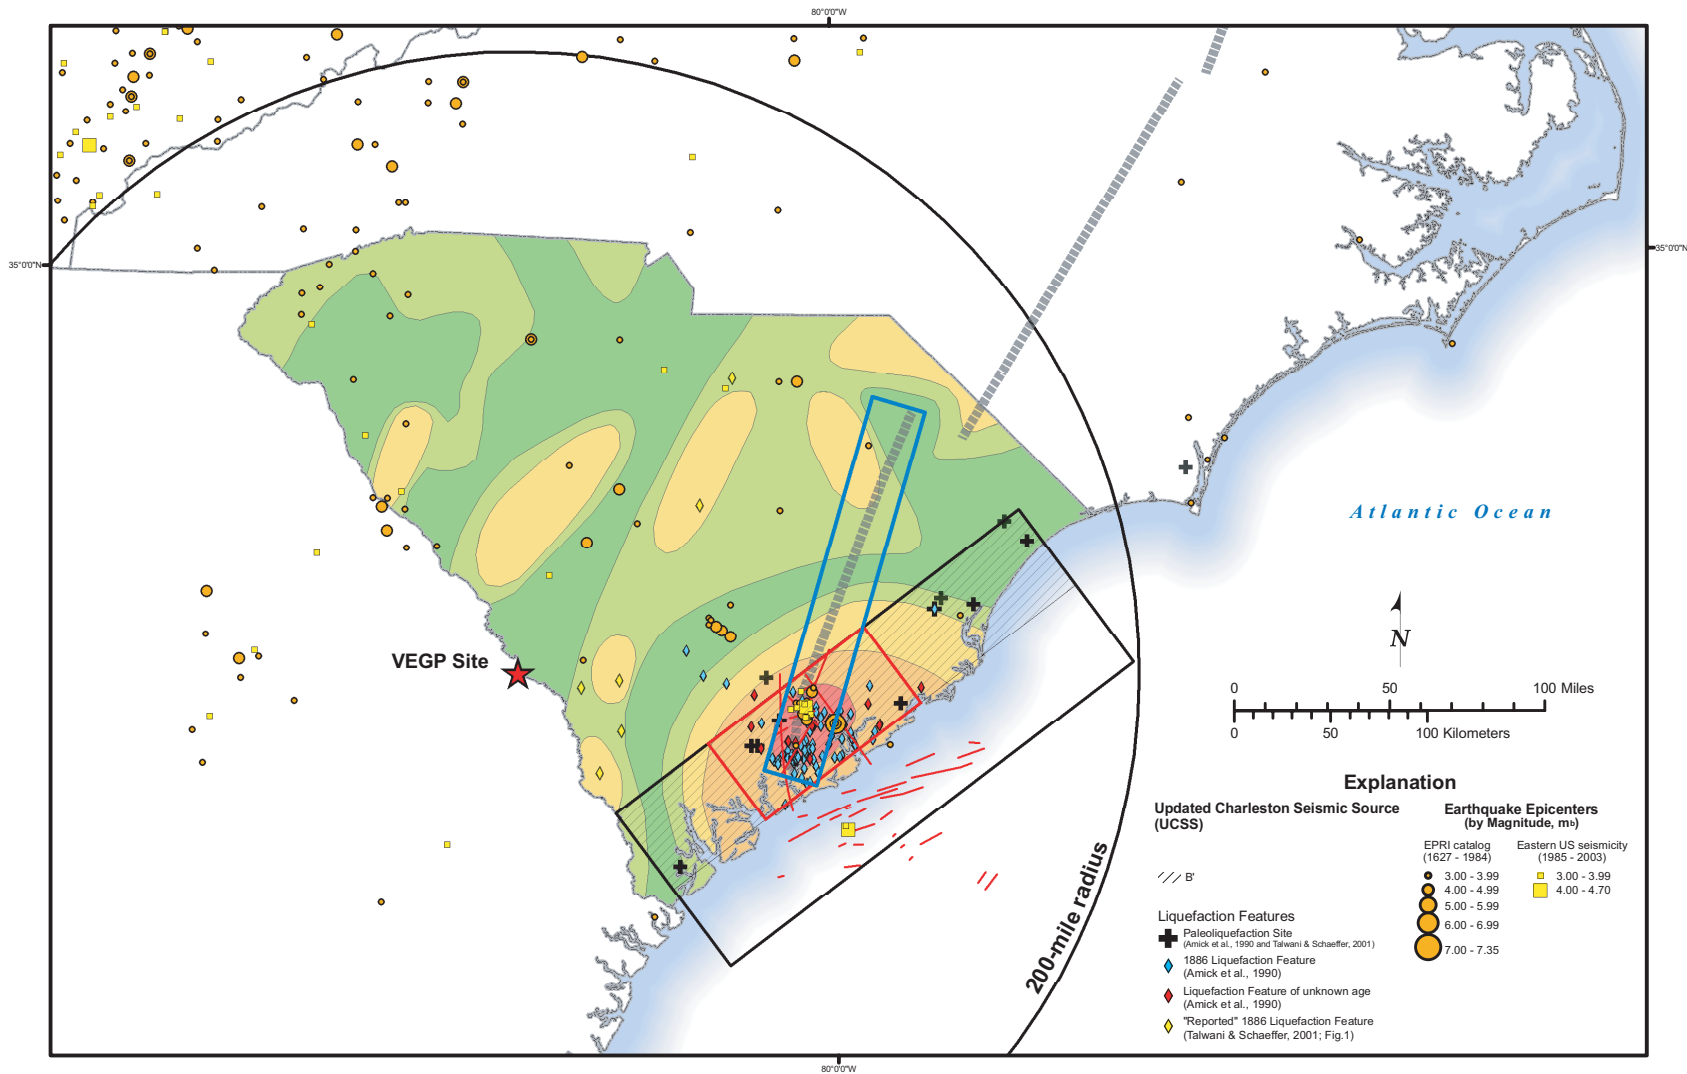 80°0'0"W
35°0'0"N
35°0'0"N
VEGP Site
Atlantic Ocean
N
0 50 100 Miles
0 50 100 Kilometers
200-mile radius
Explanation
Updated Charleston Seismic Source
(UCSS)
B'
Liquefaction Features
Paleoliquefaction Site
(Amick et al., 1990 and Talwani & Schaeffer, 2001)
1886 Liquefaction Feature
(Amick et al., 1990)
Liquefaction Feature of unknown age
(Amick et al., 1990)
"Reported" 1886 Liquefaction Feature
(Talwani & Schaeffer, 2001; Fig.1)
Earthquake Epicenters
(by Magnitude, mb)
EPRI catalog
(1627 - 1984)
3.00 - 3.99
4.00 - 4.99
5.00 - 5.99
6.00 - 6.99
7.00 - 7.35
Eastern US seismicity
(1985 - 2003)
3.00 - 3.99
4.00 - 4.70
80°0'0"W